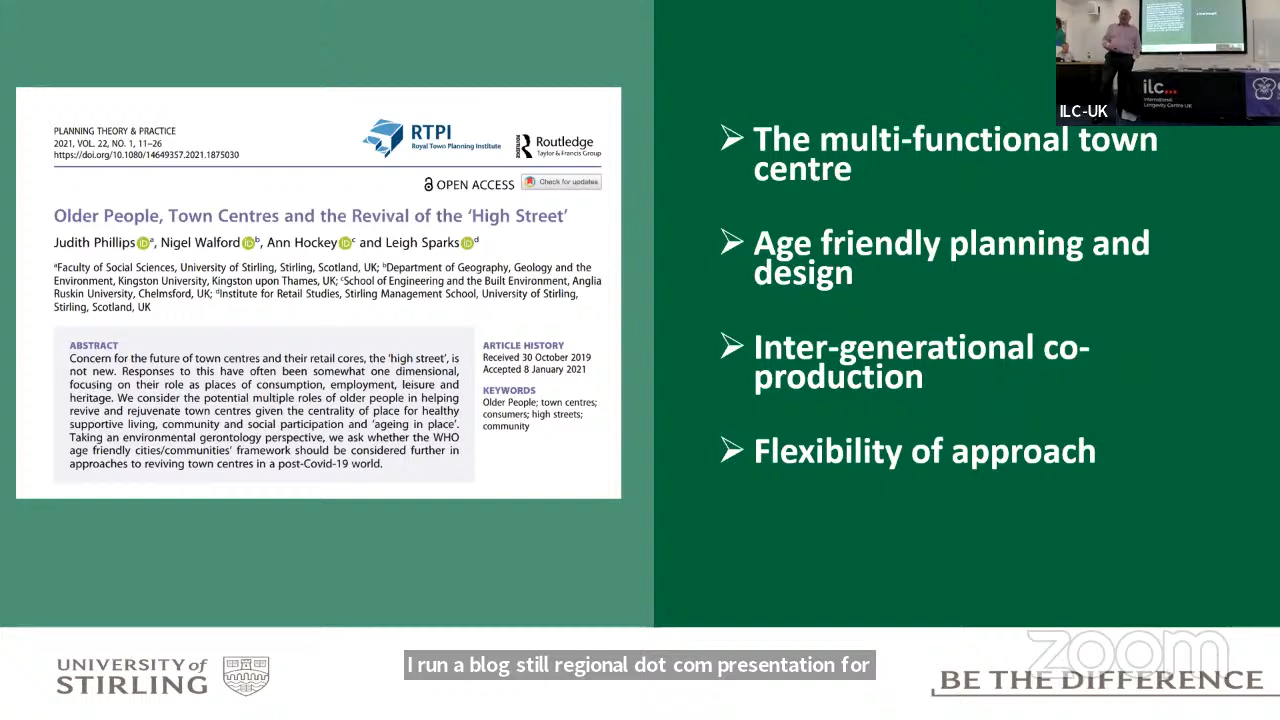 PLANNING THEORY & PRACTICE
2021, VOL. 22, NO. 1, 11–26
https://doi.org/10.1080/14649357.2021.1875030
RTPI
Royal Town Planning Institute
ROUTLEDGE
Routledge
Taylor & Francis Group
OPEN ACCESS
Check for updates
Older People, Town Centres and the Revival of the ‘High Street’
Judith Phillips iD a, Nigel Walford iD b, Ann Hockey iD c and Leigh Sparks iD d
aFaculty of Social Sciences, University of Stirling, Stirling, Scotland, UK; bDepartment of Geography, Geology and the
Environment, Kingston University, Kingston upon Thames, UK; cSchool of Engineering and the Built Environment, Anglia
Ruskin University, Chelmsford, UK; dInstitute for Retail Studies, Stirling Management School, University of Stirling,
Stirling, Scotland, UK
ABSTRACT
Concern for the future of town centres and their retail cores, the ‘high street’, is
not new. Responses to this have often been somewhat one dimensional,
focusing on their role as places of consumption, employment, leisure and
heritage. We consider the potential multiple roles of older people in helping
revive and rejuvenate town centres given the centrality of place for healthy
supportive living, community and social participation and ‘ageing in place’.
Taking an environmental gerontology perspective, we ask whether the WHO
age friendly cities/communities’ framework should be considered further in
approaches to reviving town centres in a post-Covid-19 world.
ARTICLE HISTORY
Received 30 October 2019
Accepted 8 January 2021
KEYWORDS
Older People; town centres;
consumers; high streets;
community
ilc
International
Longevity Centre UK
ILC-UK
The multi-functional town
centre
Age friendly planning and
design
Inter-generational co-
production
Flexibility of approach
UNIVERSITY of
STIRLING
I run a blog still regional dot com presentation for
zoom
BE THE DIFFERENCE